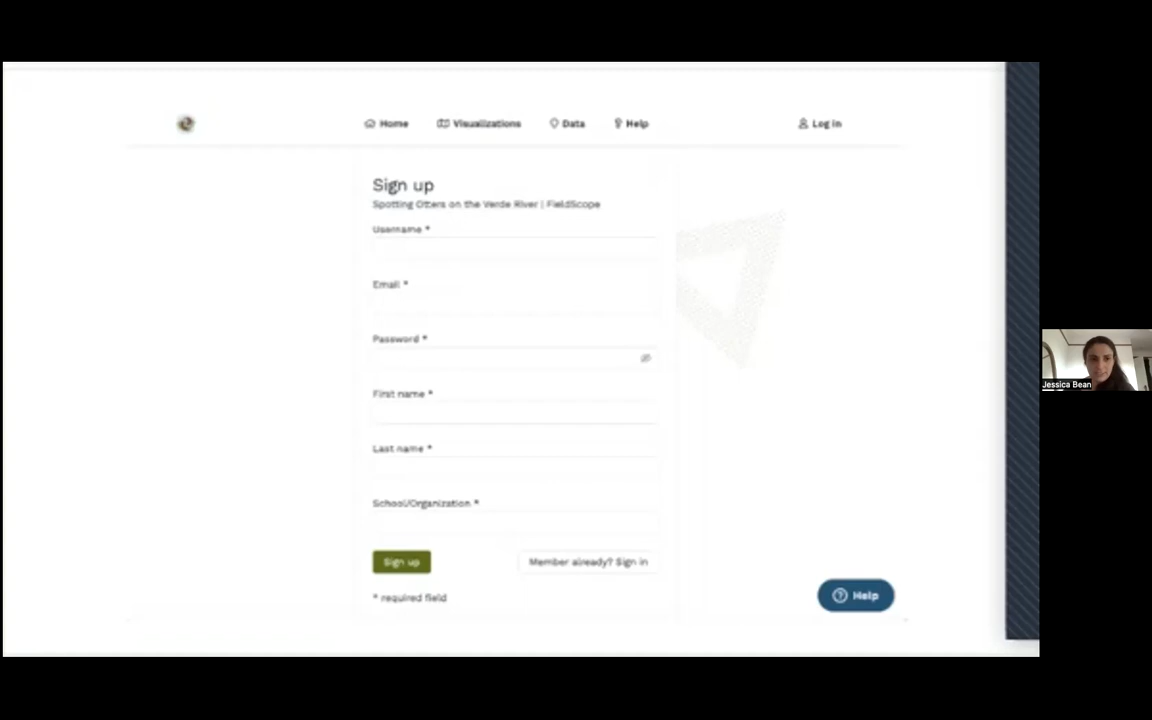 Home Visualizations Data Help Log in
Sign up
Spotting Otters on the Verde River | FieldScope
Username *
Email *
Password *
First name *
Last name *
School/Organization *
Sign up Member already? Sign in
* required field
Help
Jessica Bean